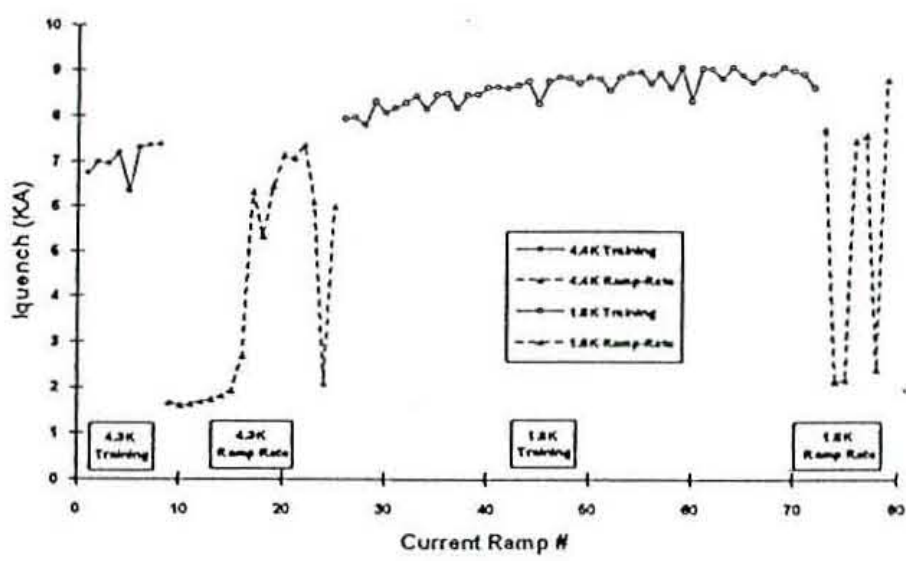 10
9
8
7
6
5
4
3
2
1
0
Iquench (KA)
4.4K Training
4.4K Ramp-Rate
1.8K Training
1.8K Ramp-Rate
4.3K
Training
4.3K
Ramp Rate
1.8K
Training
1.8K
Ramp Rate
0 10 20 30 40 50 60 70 80
Current Ramp #